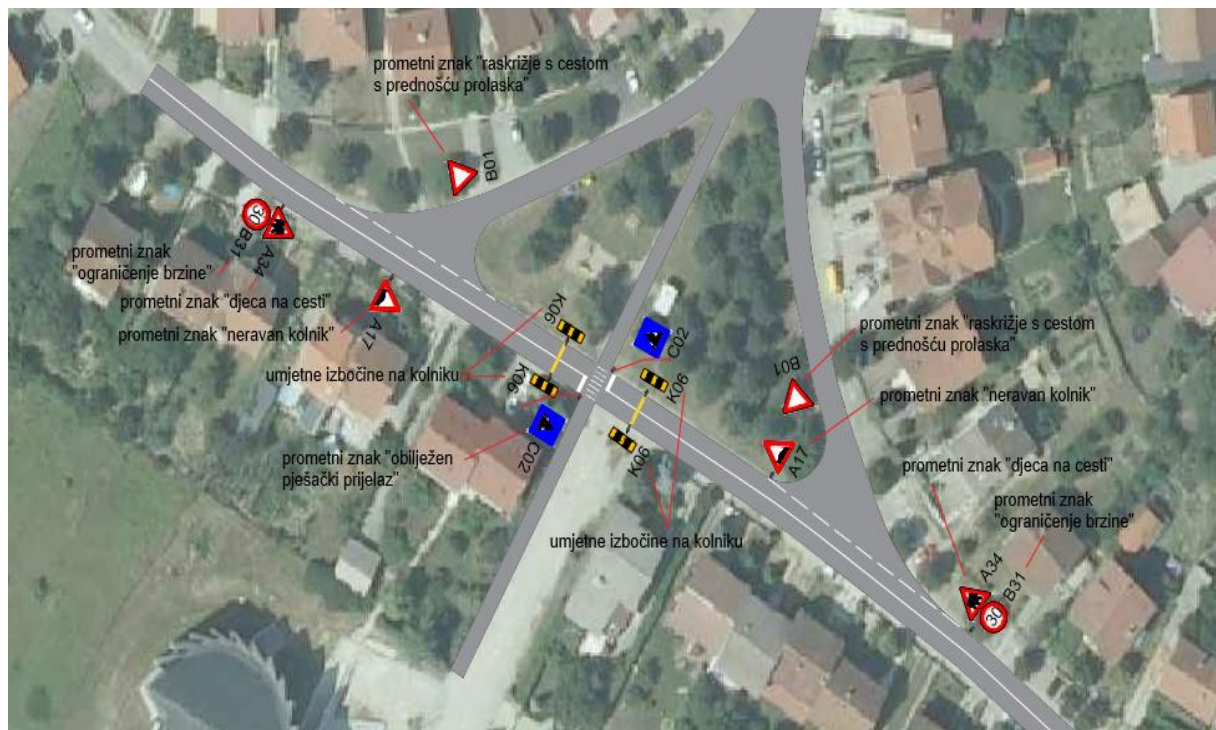 prometni znak "raskrižje s cestom
s prednošću prolaska"
B01
30
B31
A34
prometni znak
"ograničenje brzine"
prometni znak "djeca na cesti"
prometni znak "neravan kolnik"
A17
K06
umjetne izbočine na kolniku
K06
C02
C02
prometni znak "obilježen
pješački prijelaz"
K06
K06
umjetne izbočine na kolniku
prometni znak "raskrižje s cestom
s prednošću prolaska"
B01
prometni znak "neravan kolnik"
A17
prometni znak "djeca na cesti"
prometni znak
"ograničenje brzine"
A34
B31
30